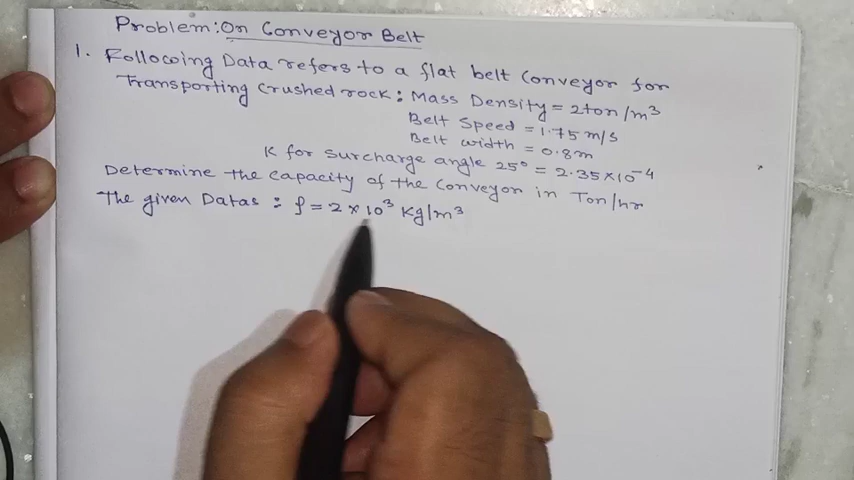 Problem: On Conveyor Belt
1. Following Data refers to a flat belt Conveyor for
Transporting Crushed rock: Mass Density = 2ton/m³
Belt Speed = 1.75 m/s
Belt width = 0.8m
K for surcharge angle 25° = 2.35×10⁻⁴
Determine the capacity of the Conveyor in Ton/hr
The given Datas: ρ = 2×10³ Kg/m³